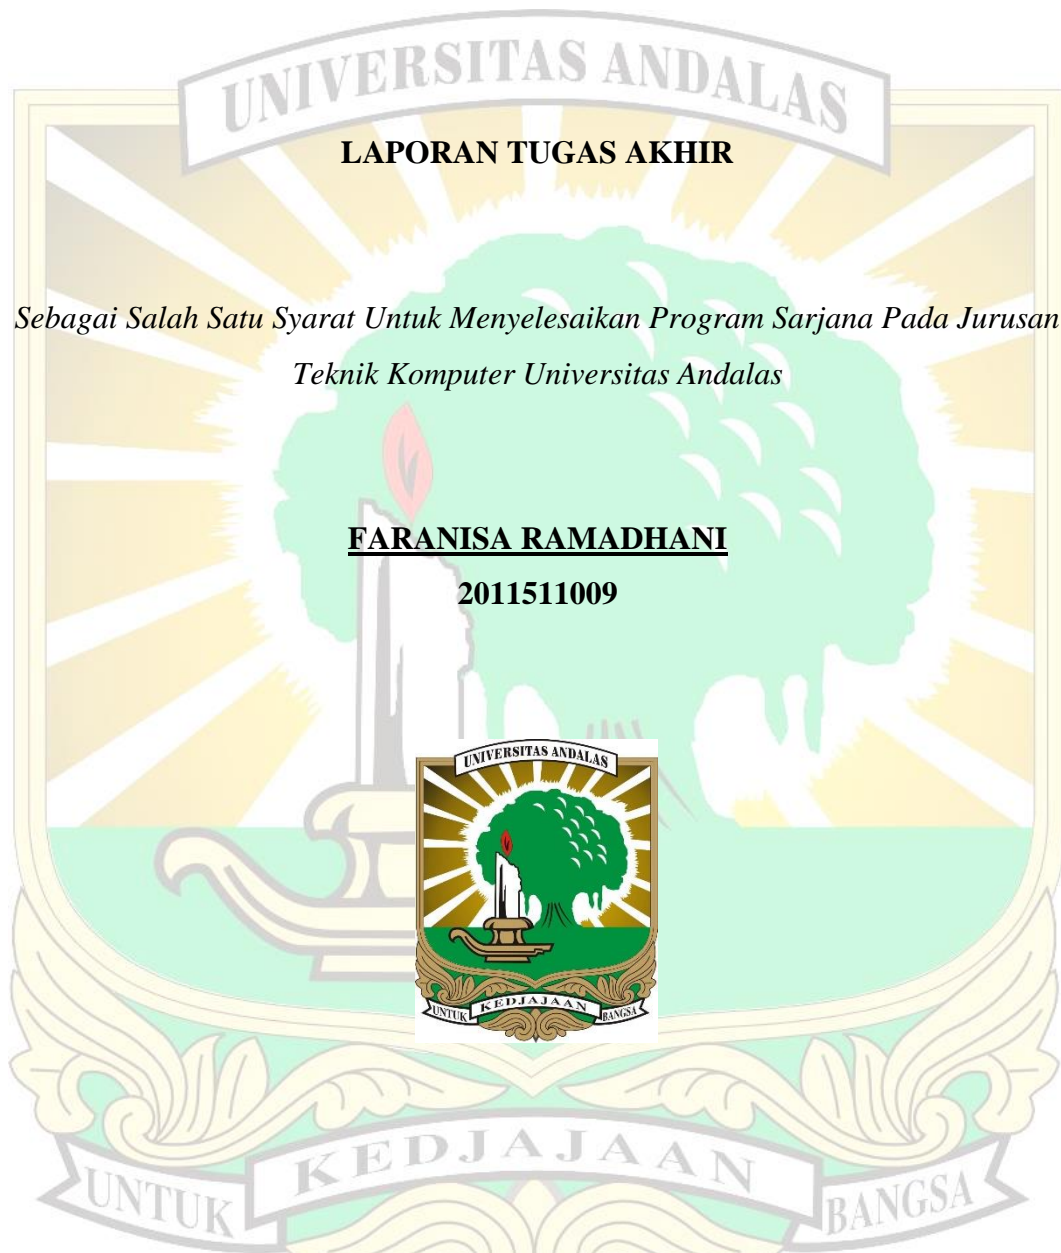 UNIVERSITAS ANDALAS
LAPORAN TUGAS AKHIR
Sebagai Salah Satu Syarat Untuk Menyelesaikan Program Sarjana Pada Jurusan
Teknik Komputer Universitas Andalas
FARANISA RAMADHANI
2011511009
UNIVERSITAS ANDALAS
UNTUK KEDJAJAAN BANGSA
UNTUK KEDJAJAAN BANGSA